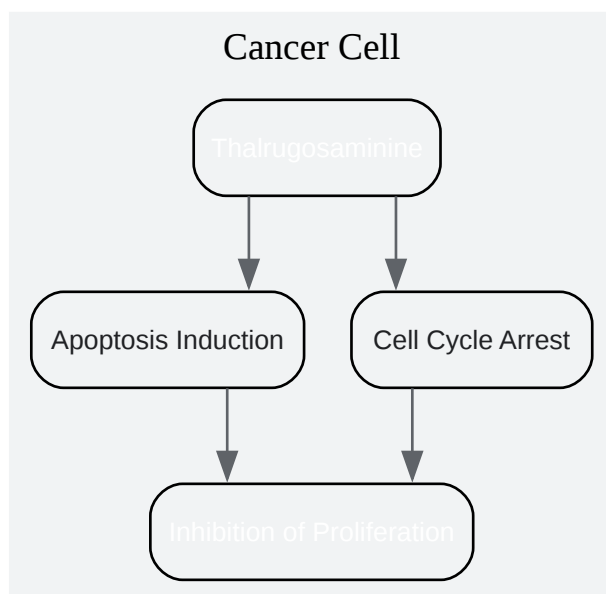 Cancer Cell
Thalrugosaminine
Apoptosis Induction
Cell Cycle Arrest
Inhibition of Proliferation